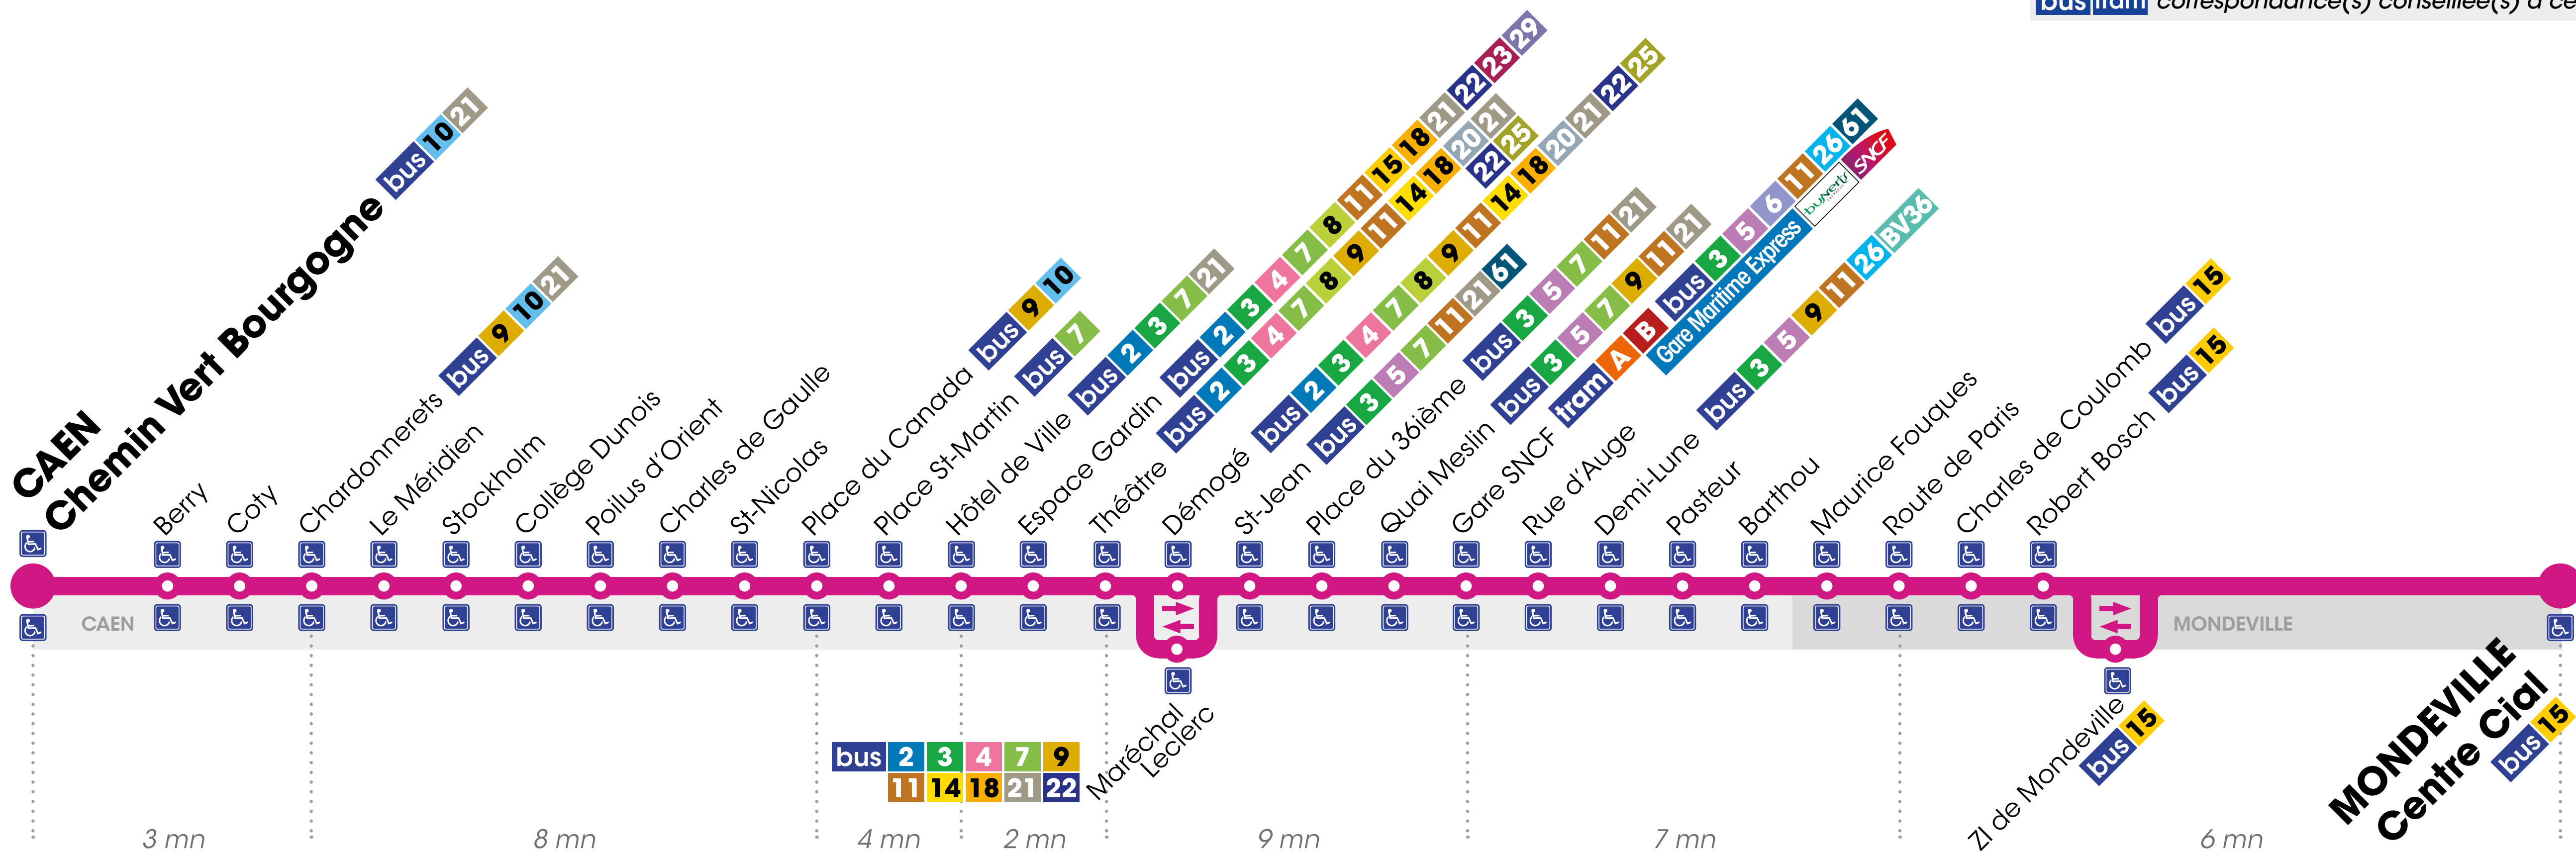 bus tram correspondance(s) conseillée(s) à ce
CAEN
Chemin Vert Bourgogne bus 10 21
Berry
Coty
Chardonnerets bus 9 10 21
Le Méridien
Stockholm
Collège Dunois
Poilus d'Orient
Charles de Gaulle
St-Nicolas
Place du Canada bus 9 10
Place St-Martin bus 7
Hôtel de Ville bus 2 3 7 21
Espace Gardin bus 2 3 4 7 8 11 15 18 21 22 23 29
Théâtre bus 2 3 4 7 8 9 11 14 18 20 21
22 25
Démogé bus 2 3 4 7 8 9 11 14 18 20 21 22 25
St-Jean bus 3 5 7 11 21 61
Place du 36ième bus 3 5 7 11 21
Quai Meslin bus 3 5 7 9 11 21
Gare SNCF tram A B bus 3 5 6 11 26 61
Gare Maritime Express busverts SNCF
Rue d'Auge
Demi-Lune bus 3 5 9 11 26 BV36
Pasteur
Barthou
Maurice Fouques
Route de Paris
Charles de Coulomb bus 15
Robert Bosch bus 15
CAEN
MONDEVILLE
Maréchal
Leclerc
bus 2 3 4 7 9
11 14 18 21 22
ZI de Mondeville
bus 15
MONDEVILLE
Centre Cial
bus 15
3 mn
8 mn
4 mn
2 mn
9 mn
7 mn
6 mn